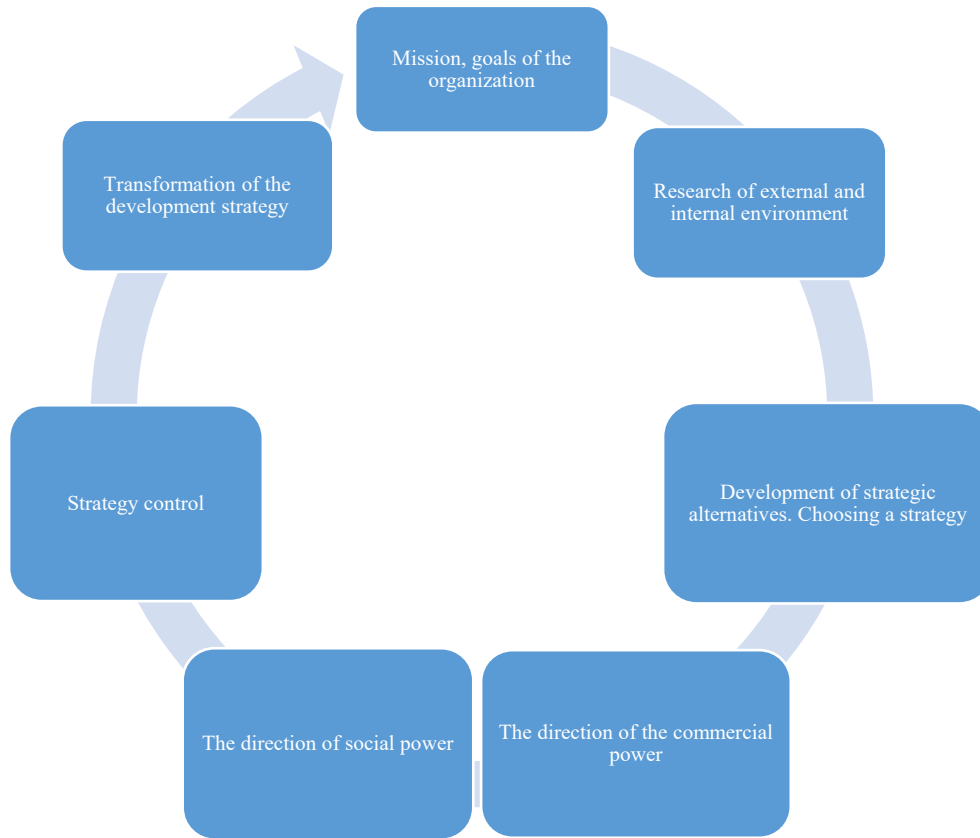 Mission, goals of the
organization
Research of external and
internal environment
Development of strategic
alternatives. Choosing a strategy
The direction of the commercial
power
The direction of social power
Strategy control
Transformation of the
development strategy